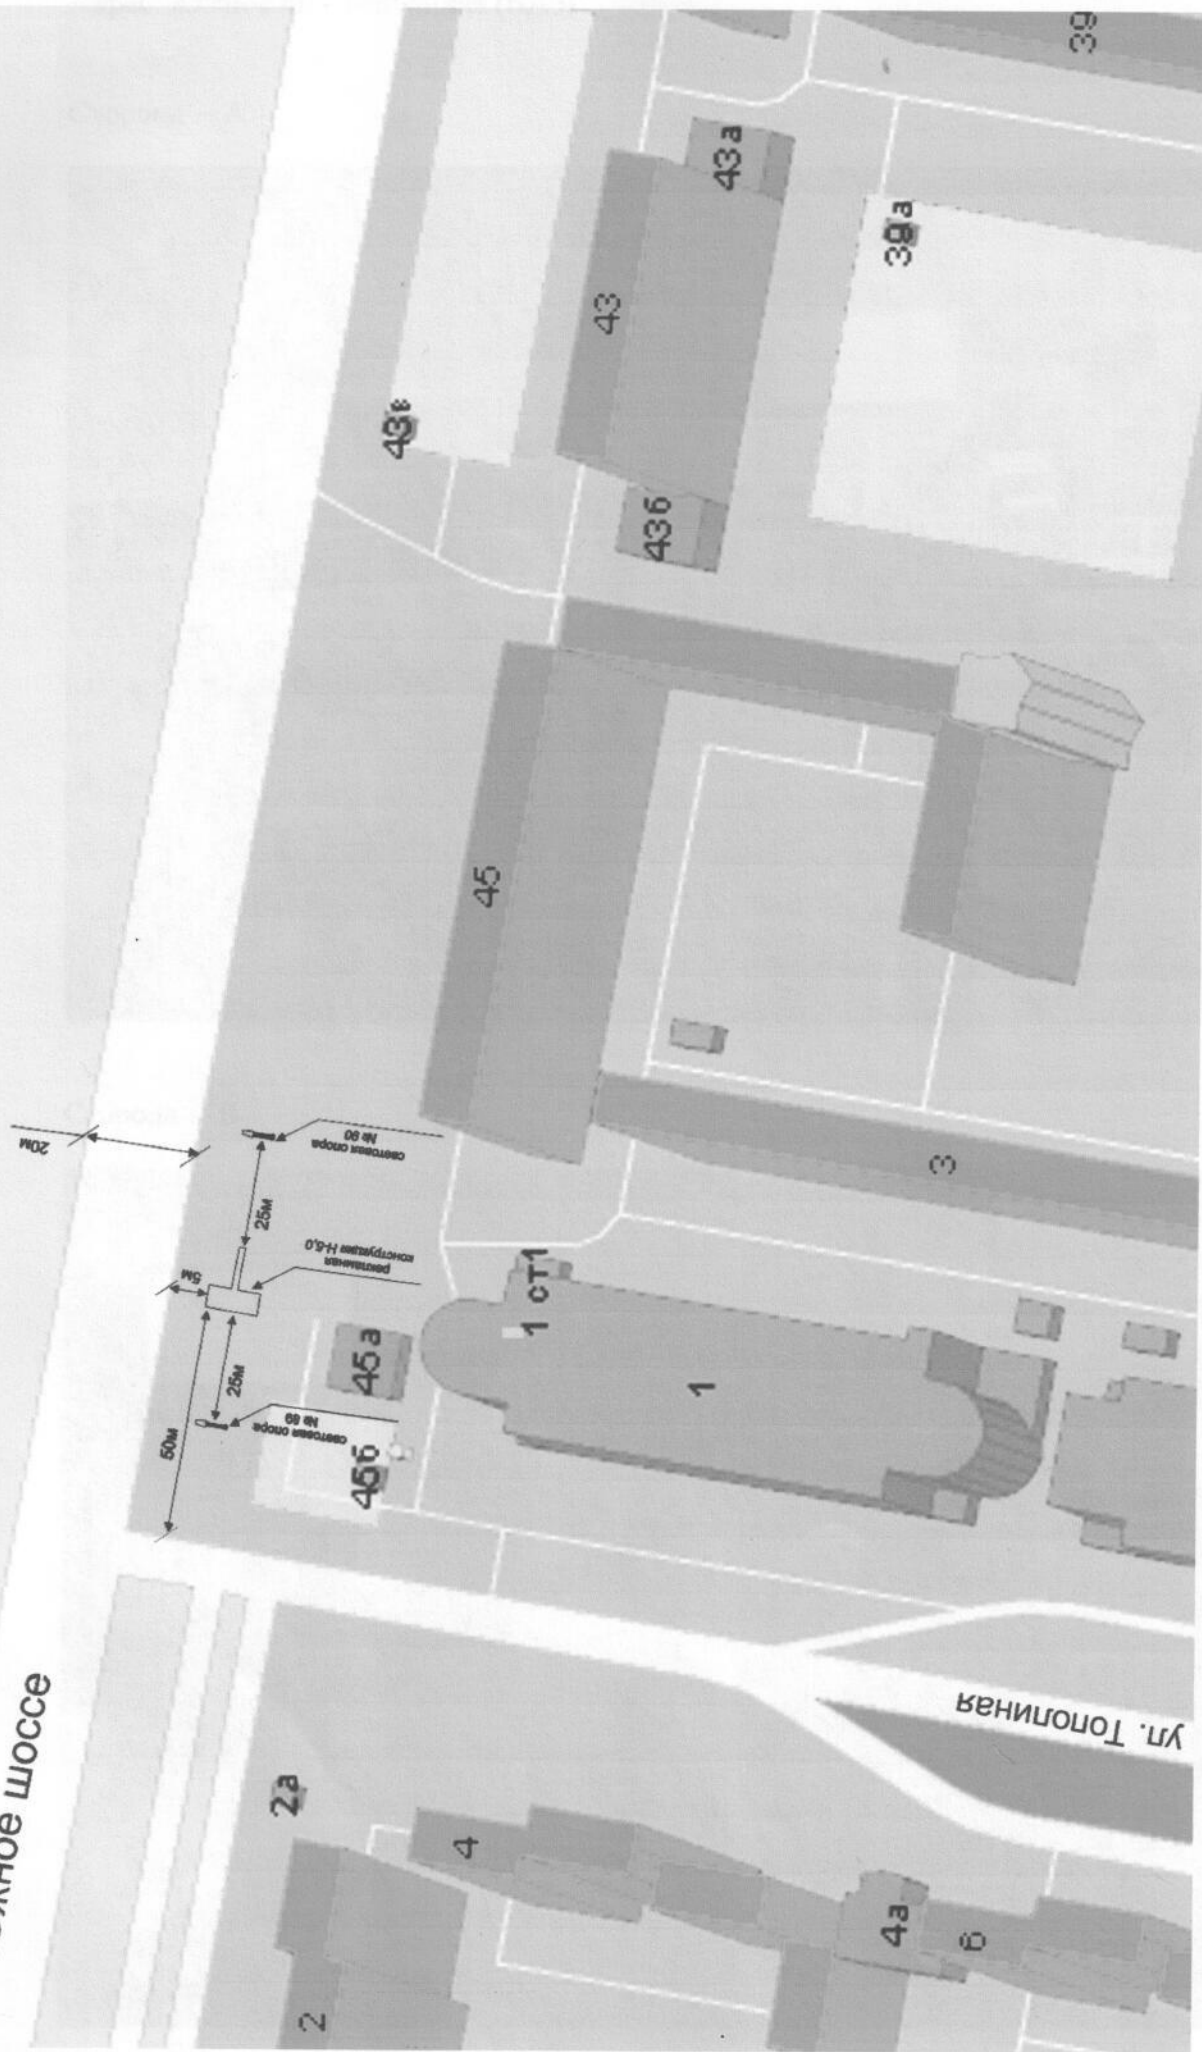 жное шоссе
ул. Тополиная
20м
5м
25м
25м
50м
световая опора
№ 90
рекламная
конструкция Н-5,0
световая опора
№ 89
39
43а
43
39а
43в
43б
45
3
1 ст1
1
45а
45б
2а
2
4
4а
6